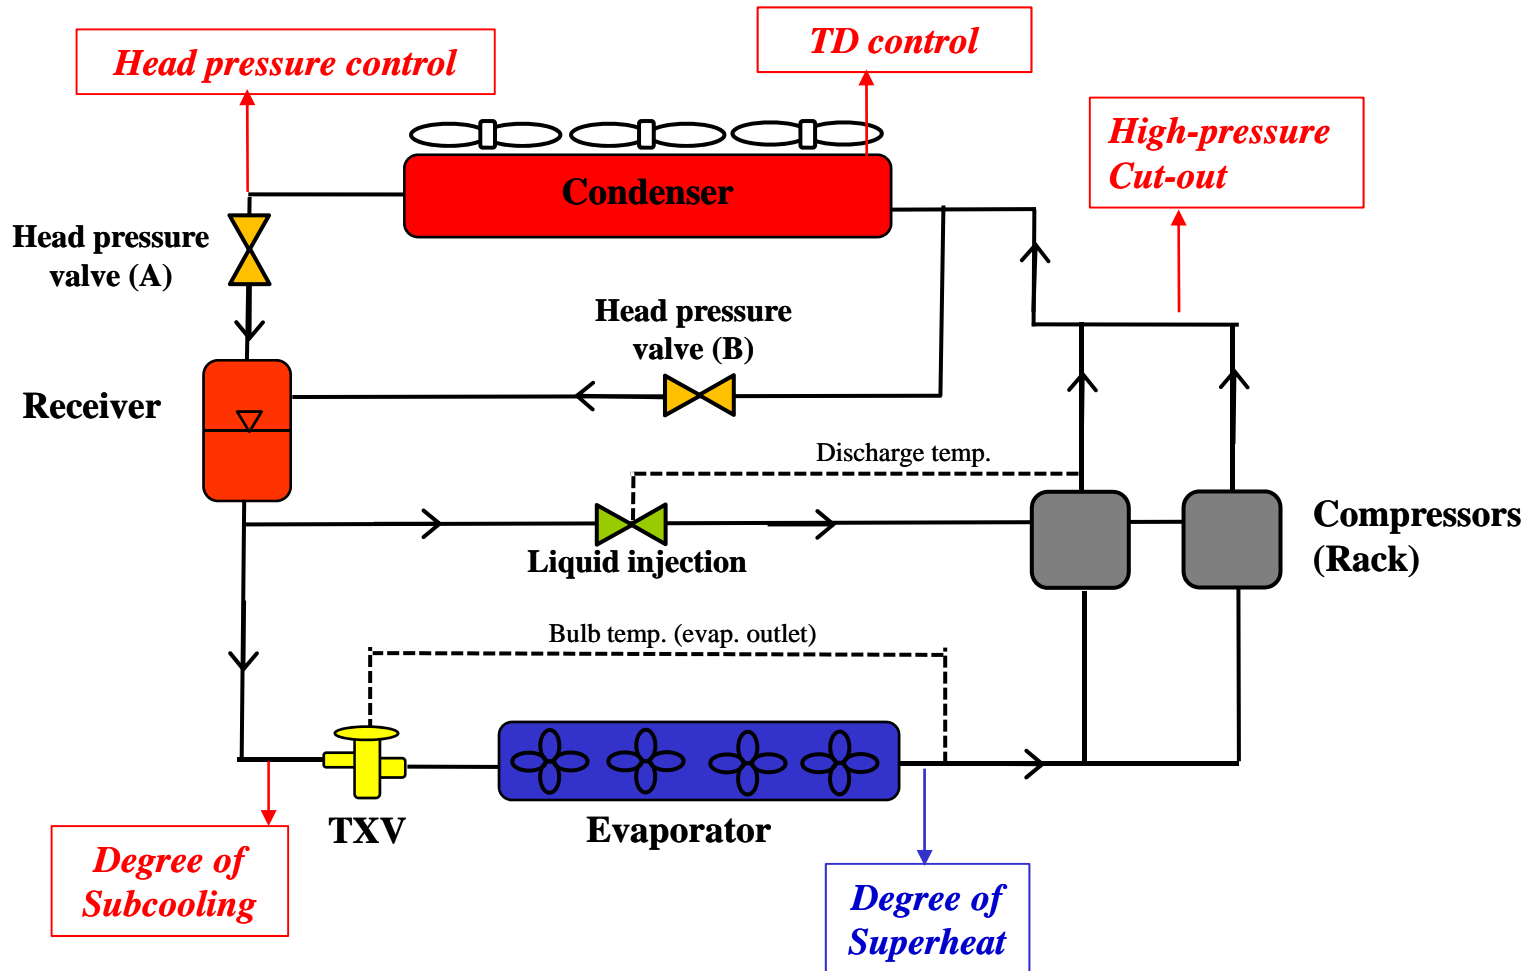 Head pressure control
TD control
High-pressure
Cut-out
Condenser
Head pressure
valve (A)
Head pressure
valve (B)
Receiver
Discharge temp.
Compressors
(Rack)
Liquid injection
Bulb temp. (evap. outlet)
TXV
Evaporator
Degree of
Subcooling
Degree of
Superheat